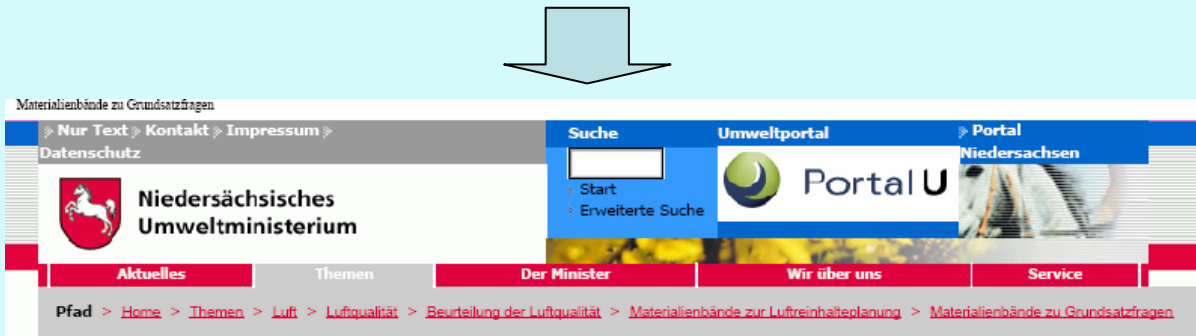 Materialienbände zu Grundsatzfragen
» Nur Text » Kontakt » Impressum »
Datenschutz
Suche
Start
Erweiterte Suche
Umweltportal
Portal U
» Portal
Niedersachsen
Niedersächsisches
Umweltministerium
Aktuelles Themen Der Minister Wir über uns Service
Pfad > Home > Themen > Luft > Luftqualität > Beurteilung der Luftqualität > Materialienbände zur Luftreinhalteplanung > Materialienbände zu Grundsatzfragen